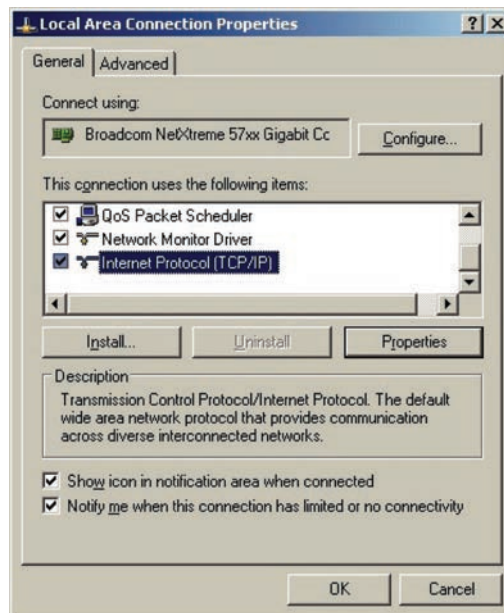 Local Area Connection Properties
General
Advanced
Connect using:
Broadcom NetXtreme 57xx Gigabit Cc
Configure...
This connection uses the following items:
QoS Packet Scheduler
Network Monitor Driver
Internet Protocol (TCP/IP)
Install...
Uninstall
Properties
Description
Transmission Control Protocol/Internet Protocol. The default
wide area network protocol that provides communication
across diverse interconnected networks.
Show icon in notification area when connected
Notify me when this connection has limited or no connectivity
OK
Cancel